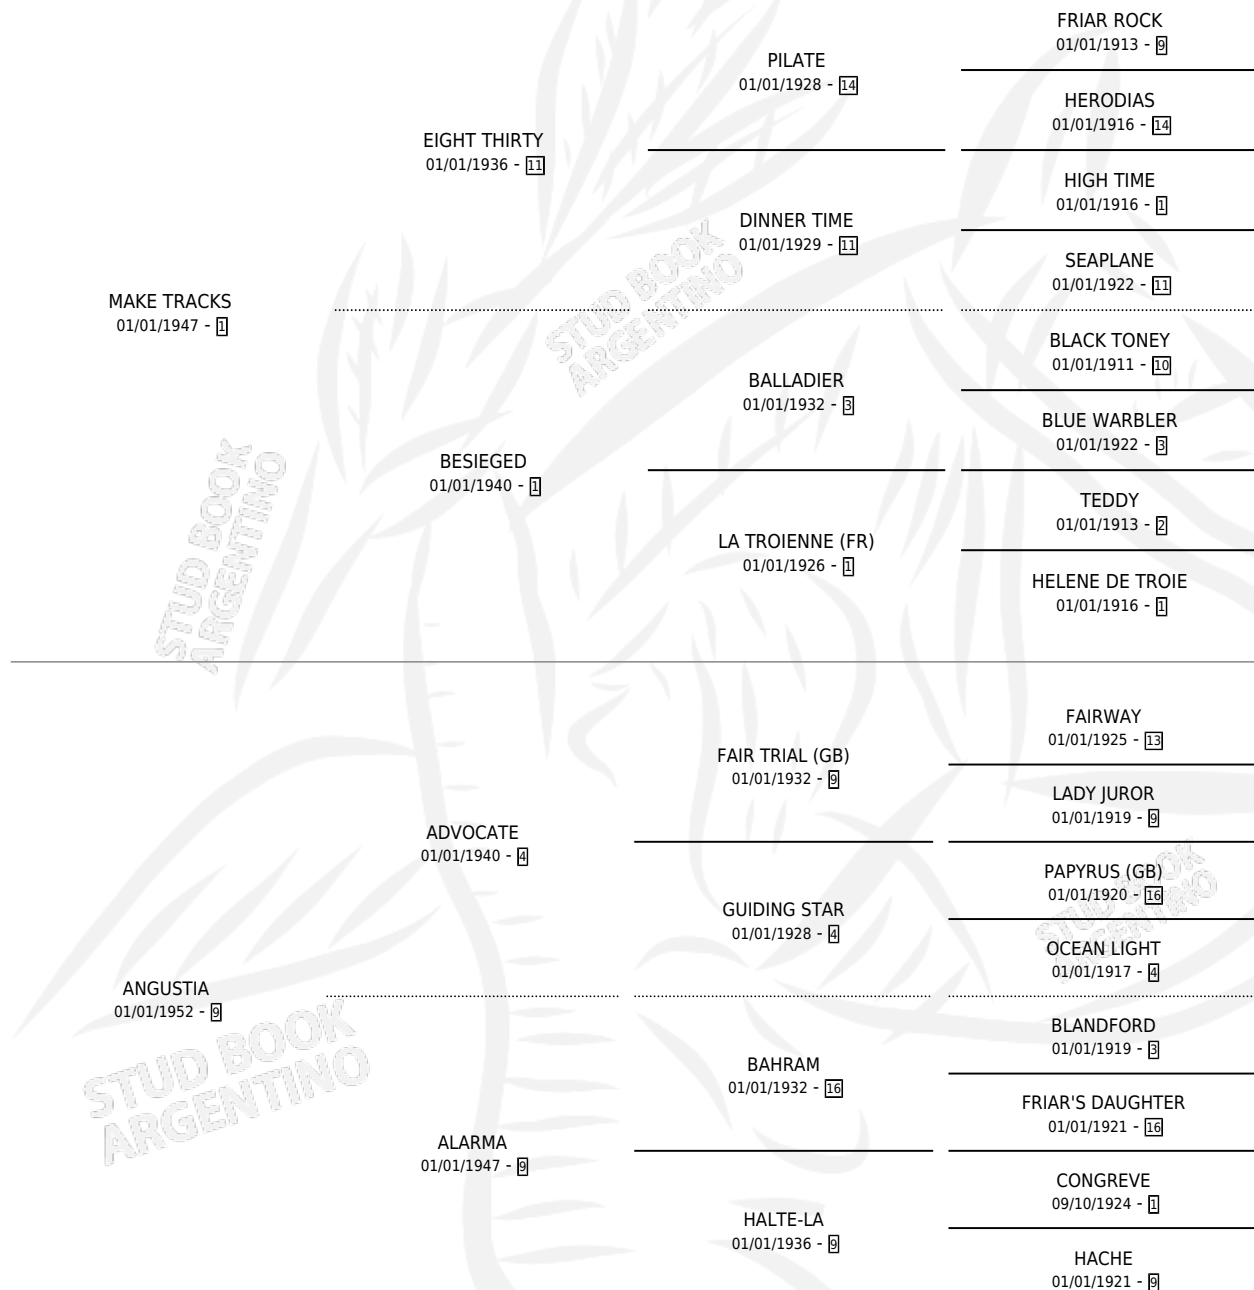 FRIAR ROCK
01/01/1913 - 9
PILATE
01/01/1928 - 14
HERODIAS
01/01/1916 - 14
EIGHT THIRTY
01/01/1936 - 11
HIGH TIME
01/01/1916 - 1
DINNER TIME
01/01/1929 - 11
SEAPLANE
01/01/1922 - 11
MAKE TRACKS
01/01/1947 - 1
BLACK TONEY
01/01/1911 - 10
BALLADIER
01/01/1932 - 3
BLUE WARBLER
01/01/1922 - 3
BESIEGED
01/01/1940 - 1
TEDDY
01/01/1913 - 2
LA TROIENNE (FR)
01/01/1926 - 1
HELENE DE TROIE
01/01/1916 - 1
FAIRWAY
01/01/1925 - 13
FAIR TRIAL (GB)
01/01/1932 - 9
LADY JUROR
01/01/1919 - 9
ADVOCATE
01/01/1940 - 4
PAPYRUS (GB)
01/01/1920 - 16
GUIDING STAR
01/01/1928 - 4
OCEAN LIGHT
01/01/1917 - 4
ANGUSTIA
01/01/1952 - 9
BLANDFORD
01/01/1919 - 3
BAHRAM
01/01/1932 - 16
FRIAR'S DAUGHTER
01/01/1921 - 16
ALARMA
01/01/1947 - 9
CONGREVE
09/10/1924 - 1
HALTE-LA
01/01/1936 - 9
HACHE
01/01/1921 - 9
STUD BOOK
ARGENTINO
STUD BOOK
ARGENTINO
STUD BOOK
ARGENTINO
STUD BOOK
ARGENTINO